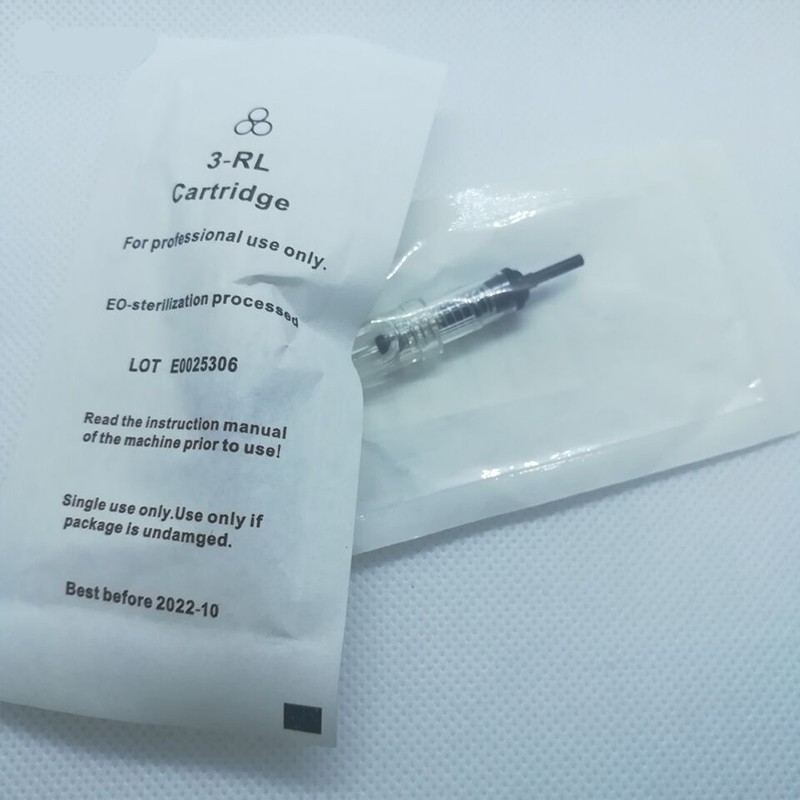 3-RL
Cartridge
For professional use only.
EO-sterilization processed
LOT E0025306
Read the instruction manual
of the machine prior to use!
Single use only.Use only if
package is undamged.
Best before 2022-10